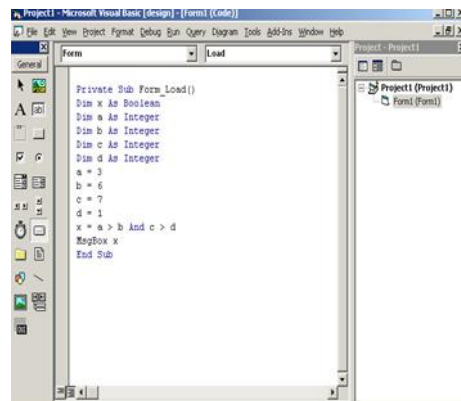 Project1 - Microsoft Visual Basic [design] - [Form1 (Code)]
File Edit View Project Format Debug Run Query Diagram Tools Add-Ins Window Help
General
Form
Load
Project - Project1
Project1 (Project1)
Form1 (Form1)
Private Sub Form_Load()
Dim x As Boolean
Dim a As Integer
Dim b As Integer
Dim c As Integer
Dim d As Integer
a = 3
b = 6
c = 7
d = 1
x = a > b And c > d
MsgBox x
End Sub